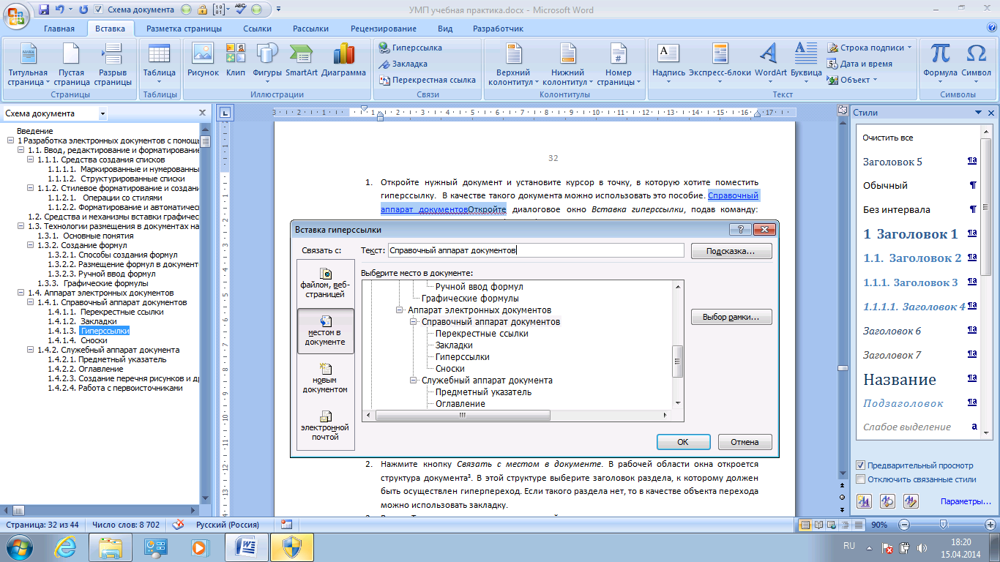 Схема документа
УМП учебная практика.docx - Microsoft Word
Главная
Вставка
Разметка страницы
Ссылки
Рассылки
Рецензирование
Вид
Разработчик
Титульная страница
Пустая страница
Разрыв страницы
Страницы
Таблица
Таблицы
Рисунок
Клип
Фигуры
SmartArt
Диаграмма
Иллюстрации
Гиперссылка
Закладка
Перекрестная ссылка
Связи
Верхний колонтитул
Нижний колонтитул
Номер страницы
Колонтитулы
Надпись
Экспресс-блоки
WordArt
Буквица
Строка подписи
Дата и время
Объект
Текст
Формула
Символ
Символы
Схема документа
Введение
1 Разработка электронных документов с помощь
1.1. Ввод, редактирование и форматирование
1.1.1. Средства создания списков
1.1.1.1. Маркированные и нумерованны
1.1.1.2. Структурированные списки
1.1.2. Стилевое форматирование и создани
1.1.2.1. Операции со стилями
1.1.2.2. Форматирование и автоматичес
1.2. Средства и механизмы вставки графичес
1.3. Технологии размещения в документах на
1.3.1. Основные понятия
1.3.2. Создание формул
1.3.2.1. Способы создания формул
1.3.2.2. Размещение формул в документ
1.3.2.3. Ручной ввод формул
1.3.3. Графические формулы
1.4. Аппарат электронных документов
1.4.1. Справочный аппарат документов
1.4.1.1. Перекрестные ссылки
1.4.1.2. Закладки
1.4.1.3. Гиперссылки
1.4.1.4. Сноски
1.4.2. Служебный аппарат документа
1.4.2.1. Предметный указатель
1.4.2.2. Оглавление
1.4.2.3. Создание перечня рисунков и др
1.4.2.4. Работа с первоисточниками
32
1. Откройте нужный документ и установите курсор в точку, в которую хотите поместить
гиперссылку. В качестве такого документа можно использовать это пособие. Справочный
аппарат документовОткройте диалоговое окно Вставка гиперссылки, подав команду:
Вставка гиперссылки
Связать с:
Текст: Справочный аппарат документов
Подсказка...
файлом, веб-страницей
местом в документе
новым документом
электронной почтой
Выберите место в документе:
Ручной ввод формул
Графические формулы
Аппарат электронных документов
Справочный аппарат документов
Перекрестные ссылки
Закладки
Гиперссылки
Сноски
Служебный аппарат документа
Предметный указатель
Оглавление
Выбор рамки...
ОК
Отмена
2. Нажмите кнопку Связать с местом в документе. В рабочей области окна откроется
структура документа³. В этой структуре выберите заголовок раздела, к которому должен
быть осуществлен гиперпереход. Если такого раздела нет, то в качестве объекта перехода
можно использовать закладку.
Стили
Очистить все
Заголовок 5
Обычный
Без интервала
1 Заголовок 1
1.1. Заголовок 2
1.1.1. Заголовок 3
1.1.1.1. Заголовок 4
Заголовок 6
Заголовок 7
Название
Подзаголовок
Слабое выделение
Предварительный просмотр
Отключить связанные стили
Параметры...
Страница: 32 из 44
Число слов: 8 702
Русский (Россия)
90%
RU
18:20
15.04.2014